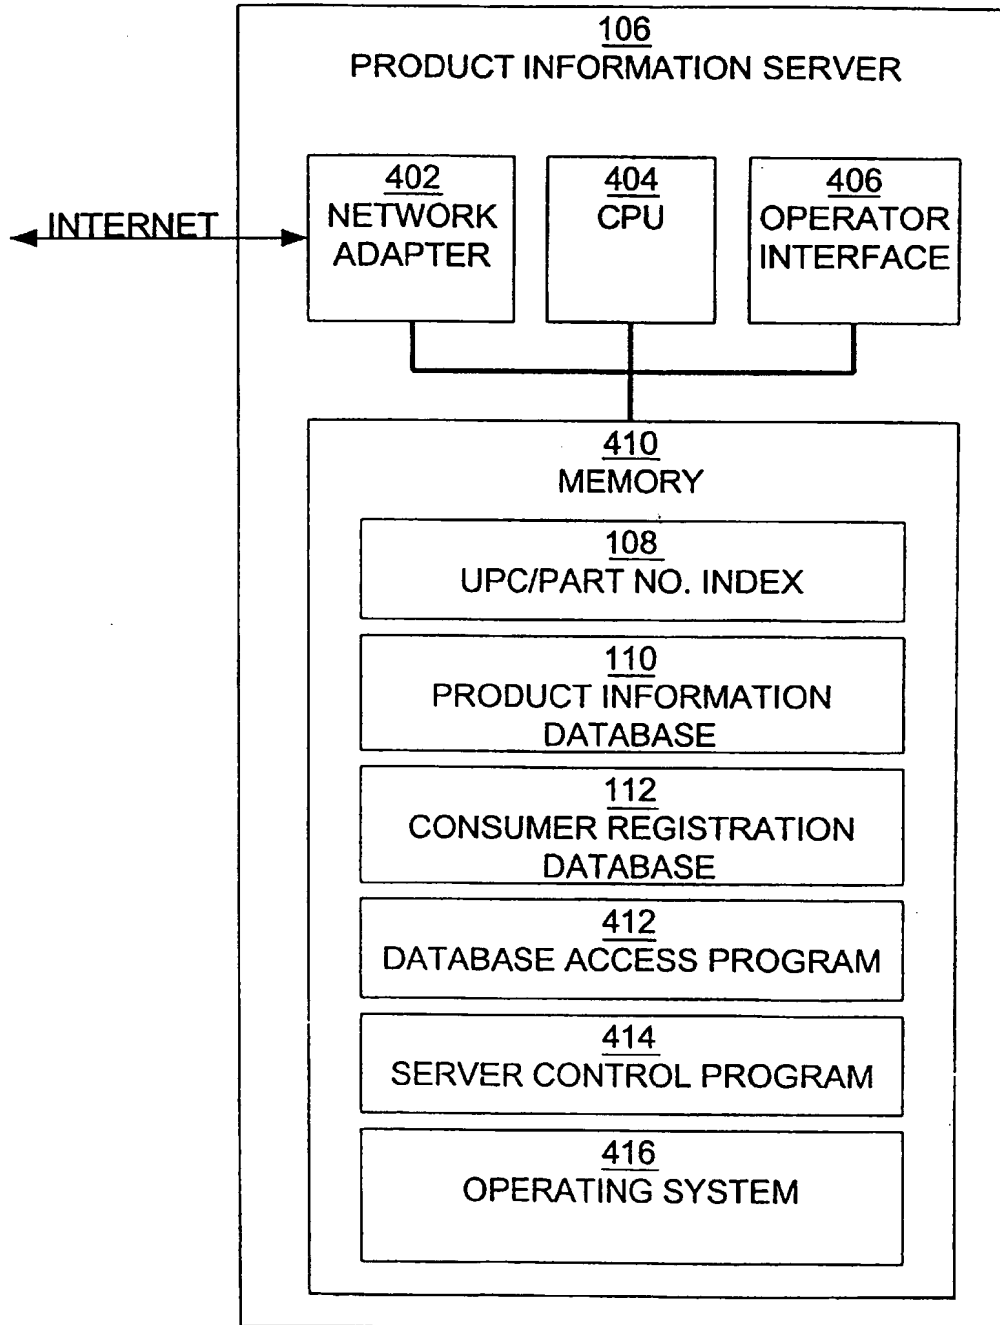 106
PRODUCT INFORMATION SERVER
INTERNET
402
NETWORK
ADAPTER
404
CPU
406
OPERATOR
INTERFACE
410
MEMORY
108
UPC/PART NO. INDEX
110
PRODUCT INFORMATION
DATABASE
112
CONSUMER REGISTRATION
DATABASE
412
DATABASE ACCESS PROGRAM
414
SERVER CONTROL PROGRAM
416
OPERATING SYSTEM